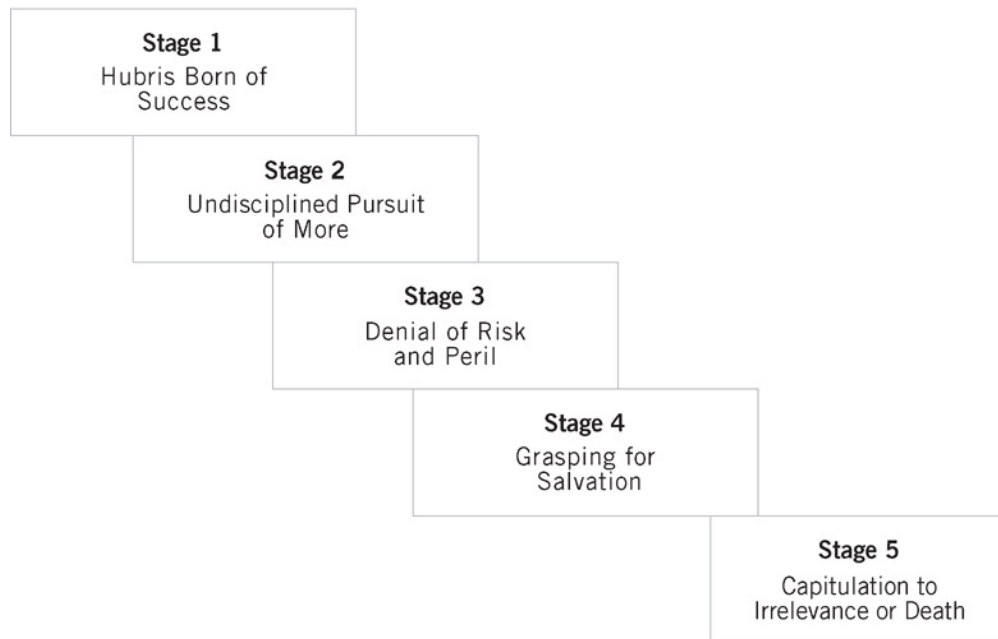 Stage 1
Hubris Born of
Success
Stage 2
Undisciplined Pursuit
of More
Stage 3
Denial of Risk
and Peril
Stage 4
Grasping for
Salvation
Stage 5
Capitulation to
Irrelevance or Death